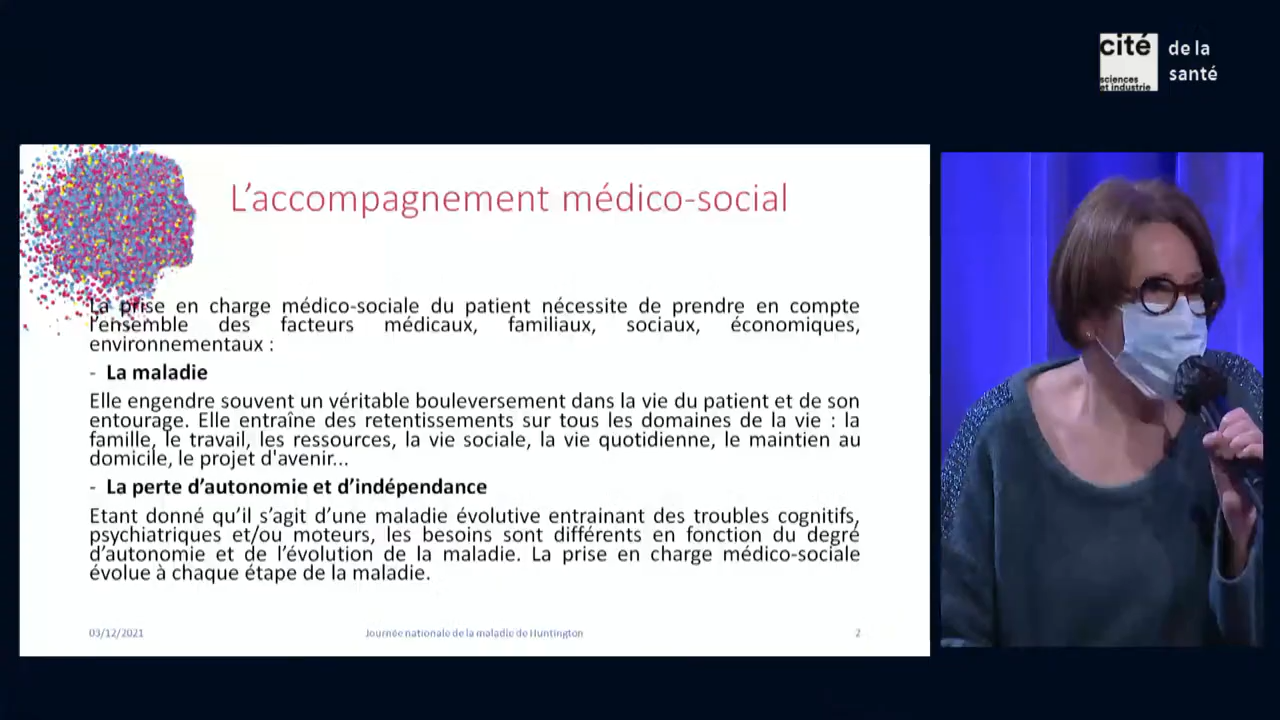 cité
sciences
et industrie
de la
santé
L'accompagnement médico-social
La prise en charge médico-sociale du patient nécessite de prendre en compte
l'ensemble des facteurs médicaux, familiaux, sociaux, économiques,
environnementaux :
- La maladie
Elle engendre souvent un véritable bouleversement dans la vie du patient et de son
entourage. Elle entraîne des retentissements sur tous les domaines de la vie : la
famille, le travail, les ressources, la vie sociale, la vie quotidienne, le maintien au
domicile, le projet d'avenir...
- La perte d'autonomie et d'indépendance
Etant donné qu'il s'agit d'une maladie évolutive entrainant des troubles cognitifs,
psychiatriques et/ou moteurs, les besoins sont différents en fonction du degré
d'autonomie et de l'évolution de la maladie. La prise en charge médico-sociale
évolue à chaque étape de la maladie.
03/12/2021
Journée nationale de la maladie de Huntington
2